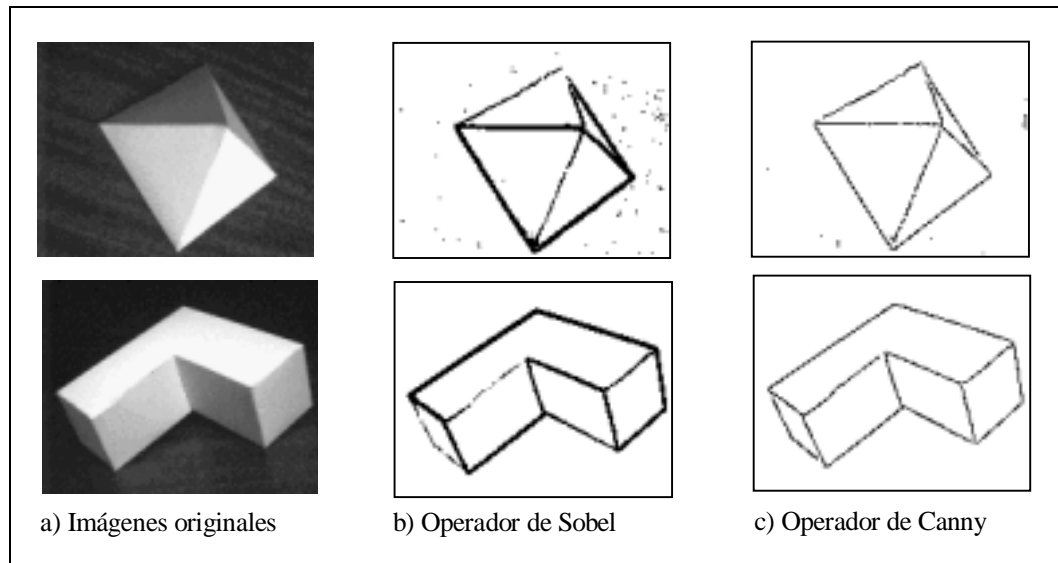 a) Imágenes originales
b) Operador de Sobel
c) Operador de Canny